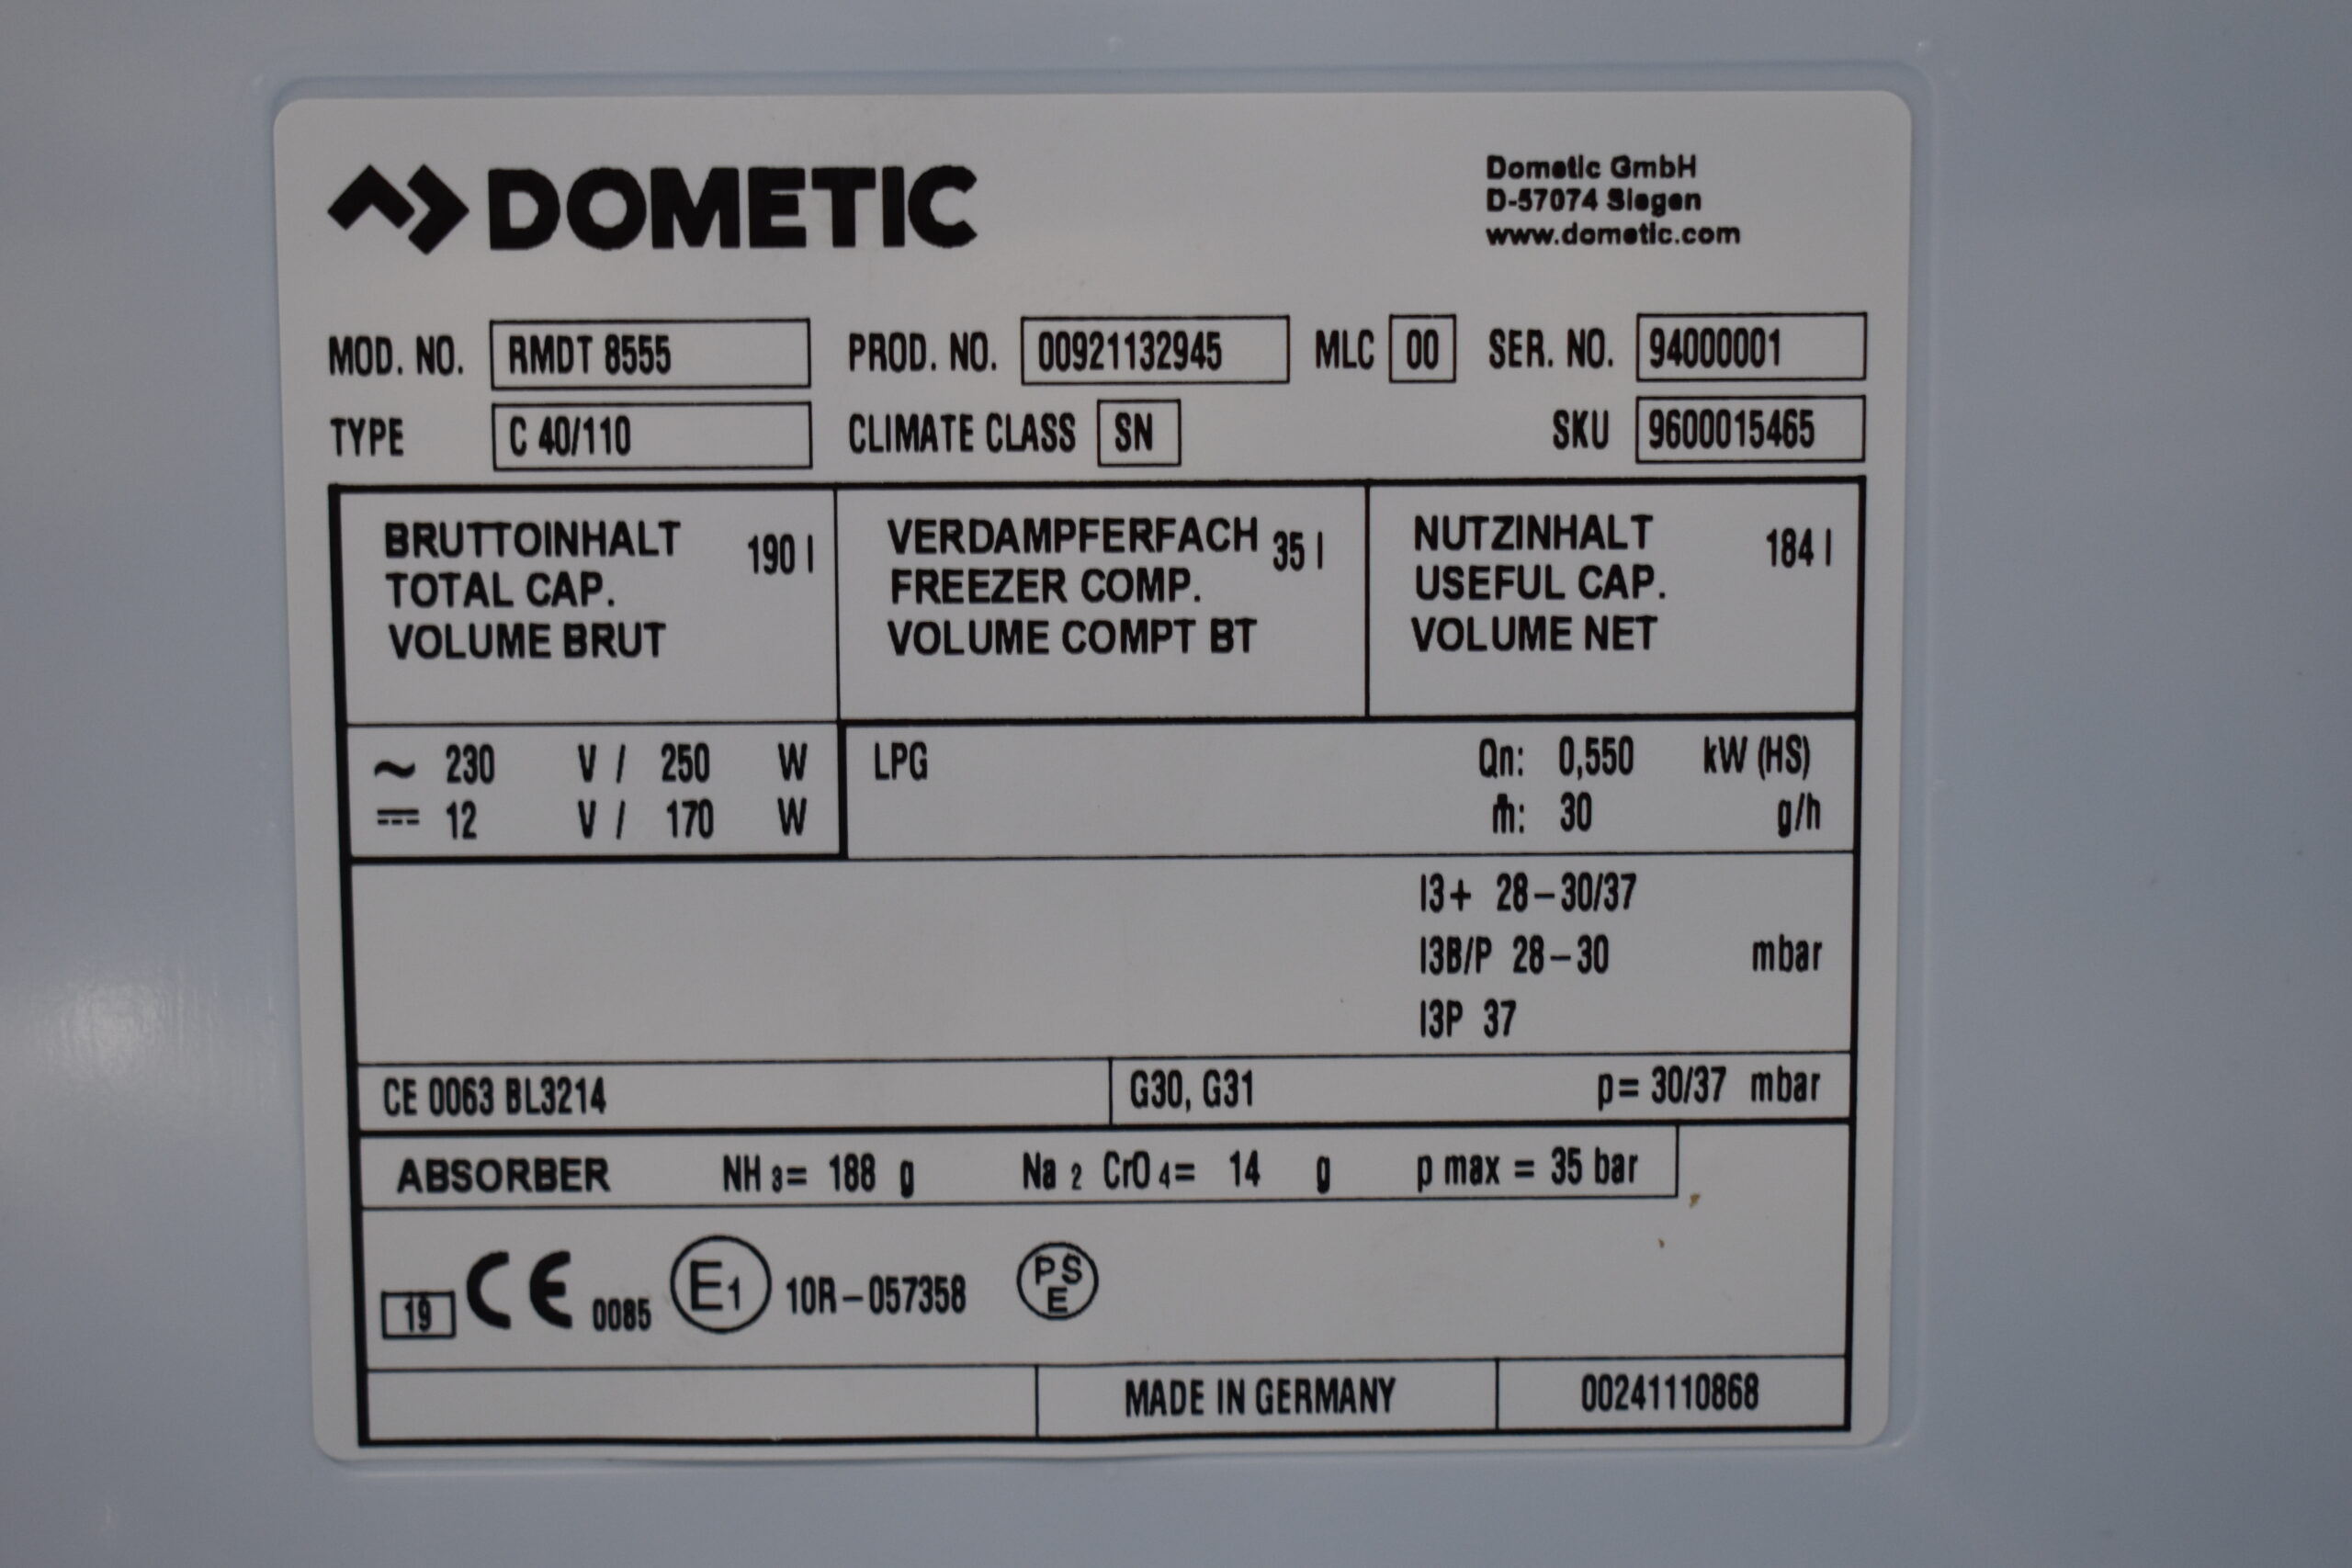 DOMETIC
Dometic GmbH
D-57074 Siegen
www.dometic.com
MOD. NO. RMDT 8555 PROD. NO. 00921132945 MLC 00 SER. NO. 94000001
TYPE C 40/110 CLIMATE CLASS SN SKU 9600015465
BRUTTOINHALT 190 l
TOTAL CAP.
VOLUME BRUT
VERDAMPFERFACH 35 l
FREEZER COMP.
VOLUME COMPT BT
NUTZINHALT 184 l
USEFUL CAP.
VOLUME NET
~ 230 V / 250 W
⎓ 12 V / 170 W
LPG Qn: 0,550 kW (HS)
ṁ: 30 g/h
I3+ 28–30/37
I3B/P 28–30 mbar
I3P 37
CE 0063 BL3214 G30, G31 p= 30/37 mbar
ABSORBER NH3= 188 g Na2 CrO4= 14 g p max = 35 bar
19 CE 0085 E1 10R–057358 PSE
MADE IN GERMANY 00241110868